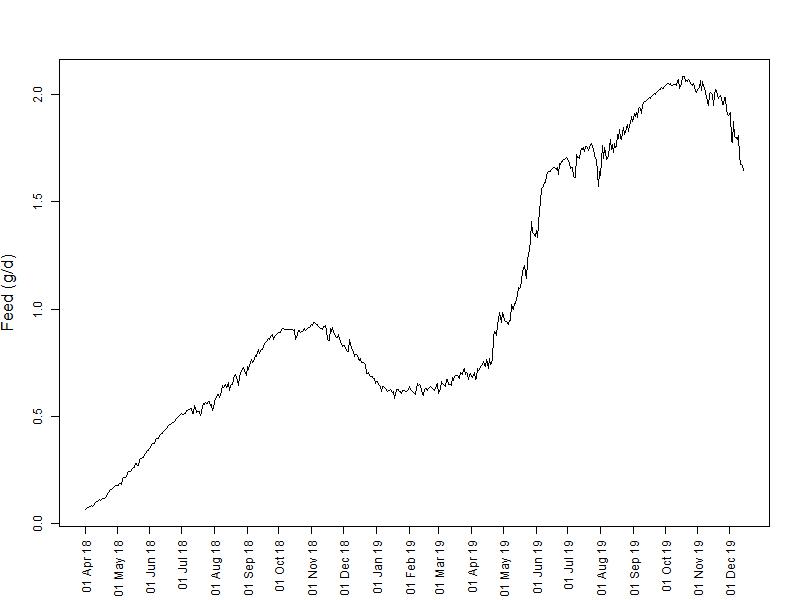 Feed (g/d)
2.0
1.5
1.0
0.5
0.0
01 Apr 18
01 May 18
01 Jun 18
01 Jul 18
01 Aug 18
01 Sep 18
01 Oct 18
01 Nov 18
01 Dec 18
01 Jan 19
01 Feb 19
01 Mar 19
01 Apr 19
01 May 19
01 Jun 19
01 Jul 19
01 Aug 19
01 Sep 19
01 Oct 19
01 Nov 19
01 Dec 19